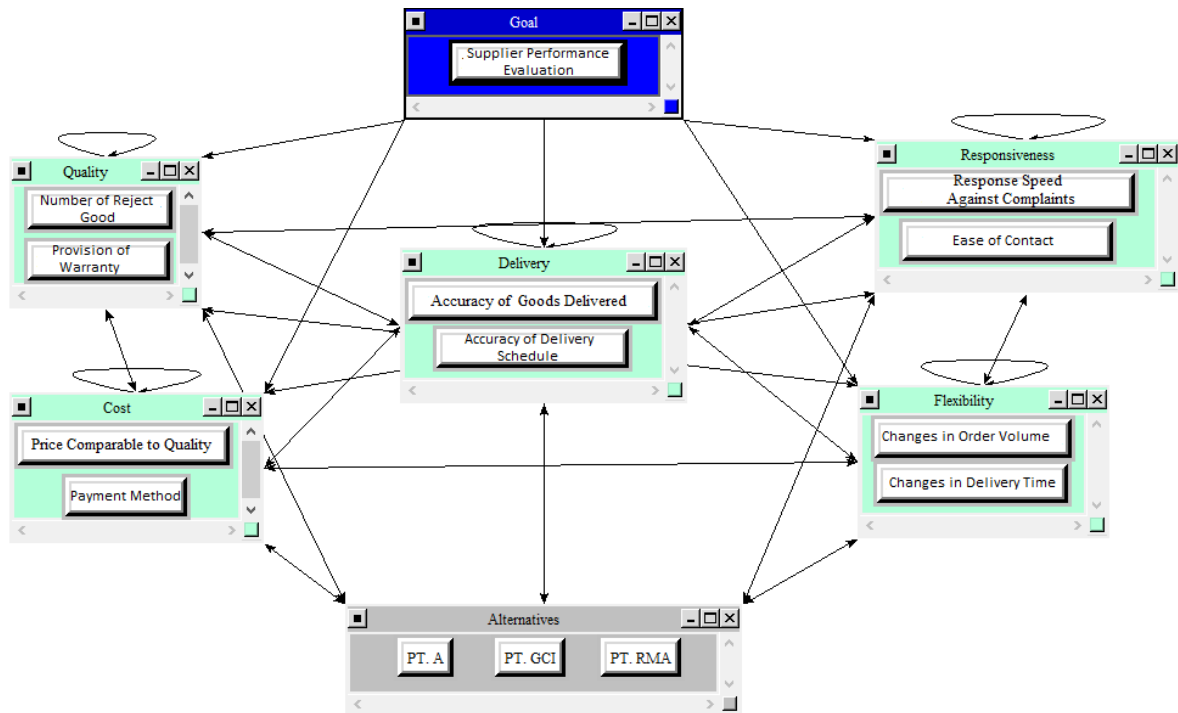 Goal
. Supplier Performance
Evaluation
Quality
Number of Reject
Good
Provision of
Warranty
Responsiveness
Response Speed
Against Complaints
Ease of Contact
Delivery
Accuracy of Goods Delivered
Accuracy of Delivery
Schedule
Cost
Price Comparable to Quality
Payment Method
Flexibility
Changes in Order Volume
Changes in Delivery Time
Alternatives
PT. A
PT. GCI
PT. RMA